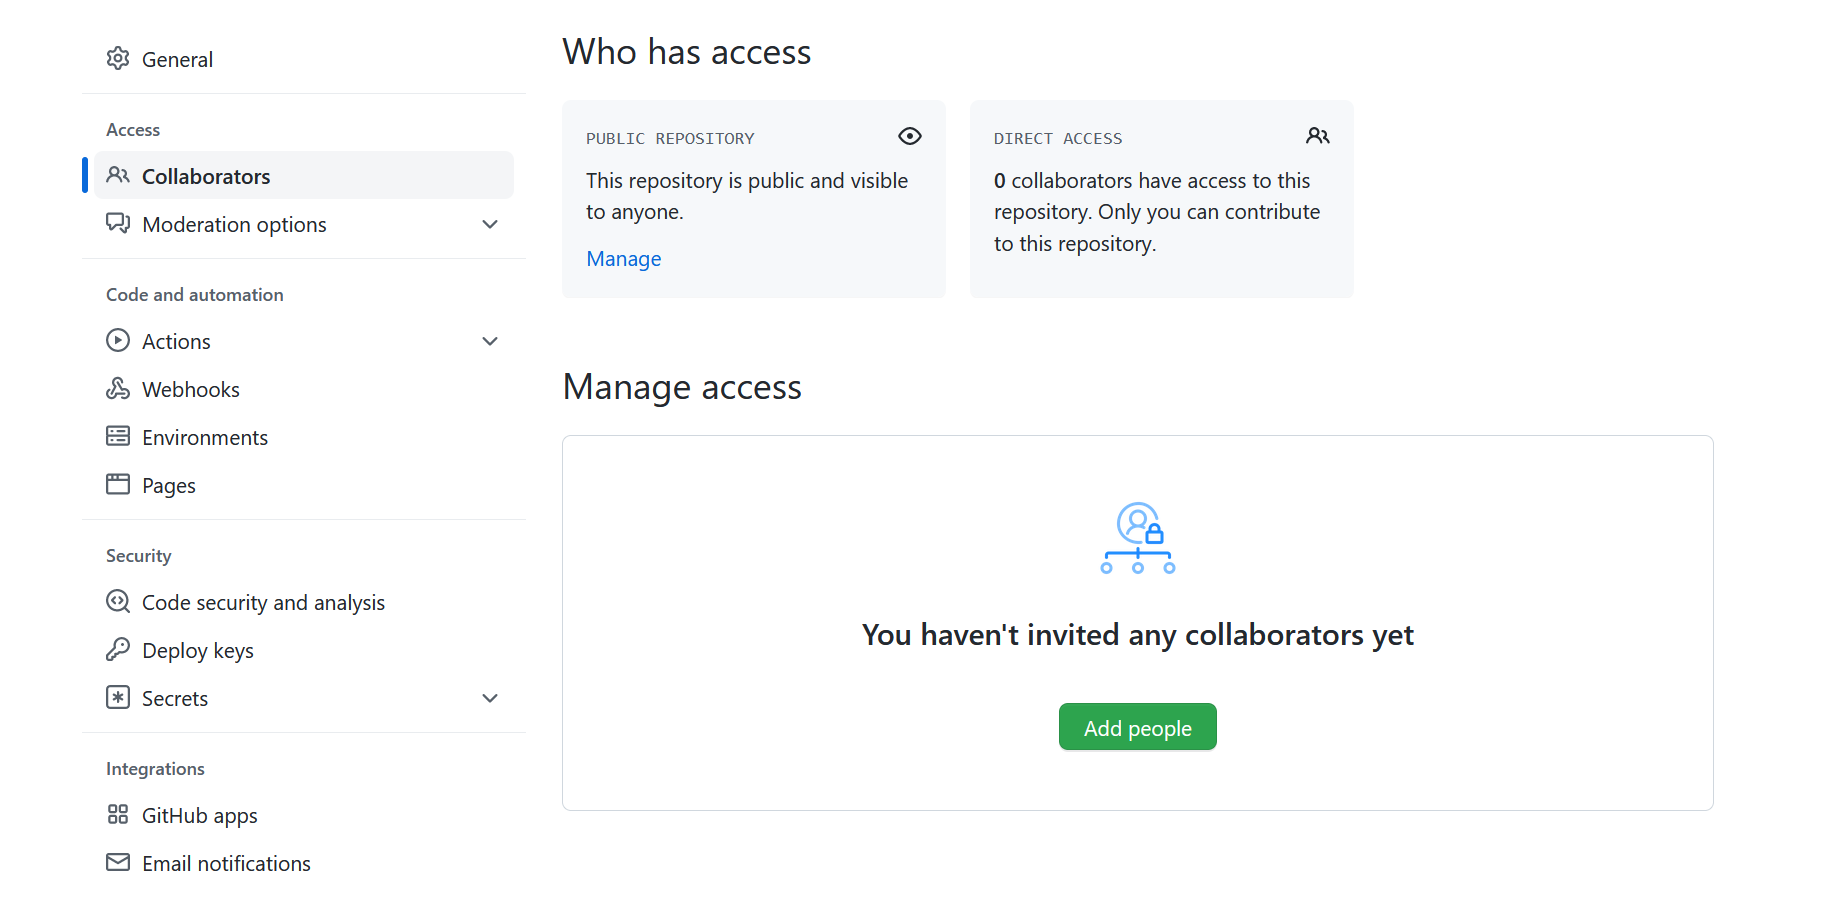 General
Access
Collaborators
Moderation options
Code and automation
Actions
Webhooks
Environments
Pages
Security
Code security and analysis
Deploy keys
Secrets
Integrations
GitHub apps
Email notifications
Who has access
PUBLIC REPOSITORY
This repository is public and visible
to anyone.
Manage
DIRECT ACCESS
0 collaborators have access to this
repository. Only you can contribute
to this repository.
Manage access
You haven't invited any collaborators yet
Add people